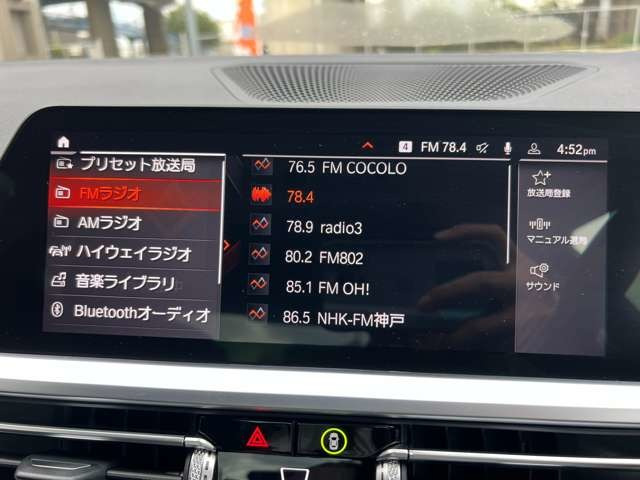 4 FM 78.4 4:52pm
プリセット放送局
FMラジオ
AMラジオ
ハイウェイラジオ
音楽ライブラリ
Bluetoothオーディオ
76.5 FM COCOLO
78.4
78.9 radio3
80.2 FM802
85.1 FM OH!
86.5 NHK-FM神戸
放送局登録
マニュアル選局
サウンド